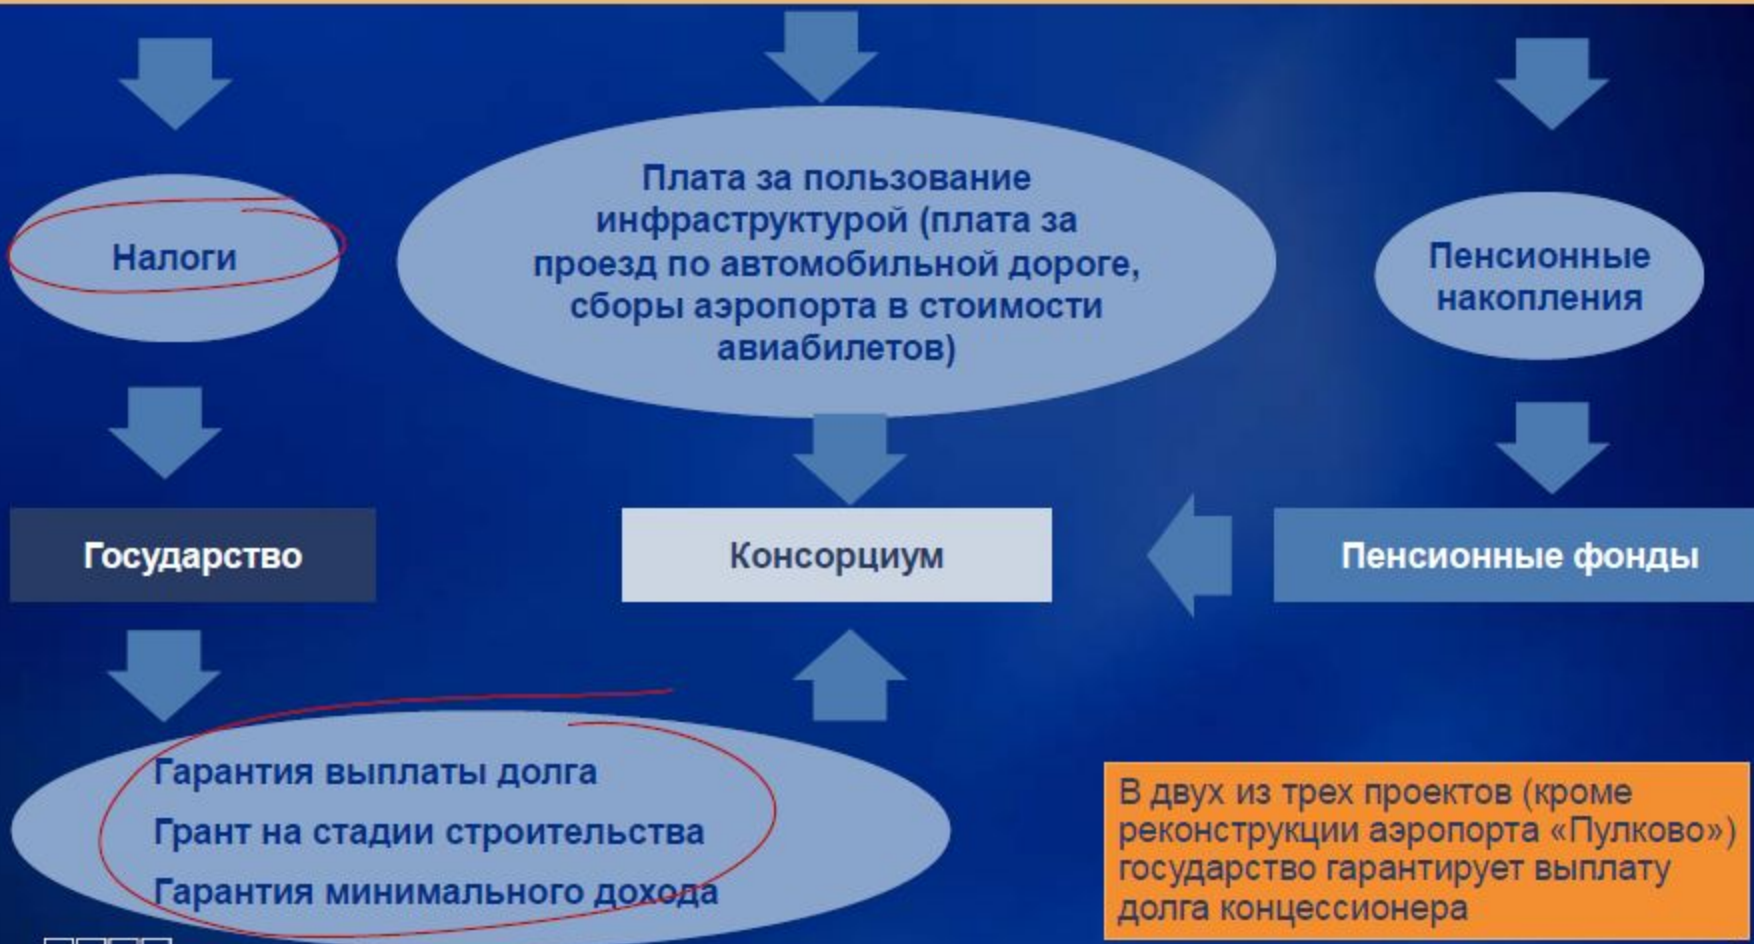 Налоги
Плата за пользование
инфраструктурой (плата за
проезд по автомобильной дороге,
сборы аэропорта в стоимости
авиабилетов)
Пенсионные
накопления
Государство
Консорциум
Пенсионные фонды
Гарантия выплаты долга
Грант на стадии строительства
Гарантия минимального дохода
В двух из трех проектов (кроме
реконструкции аэропорта «Пулково»)
государство гарантирует выплату
долга концессионера